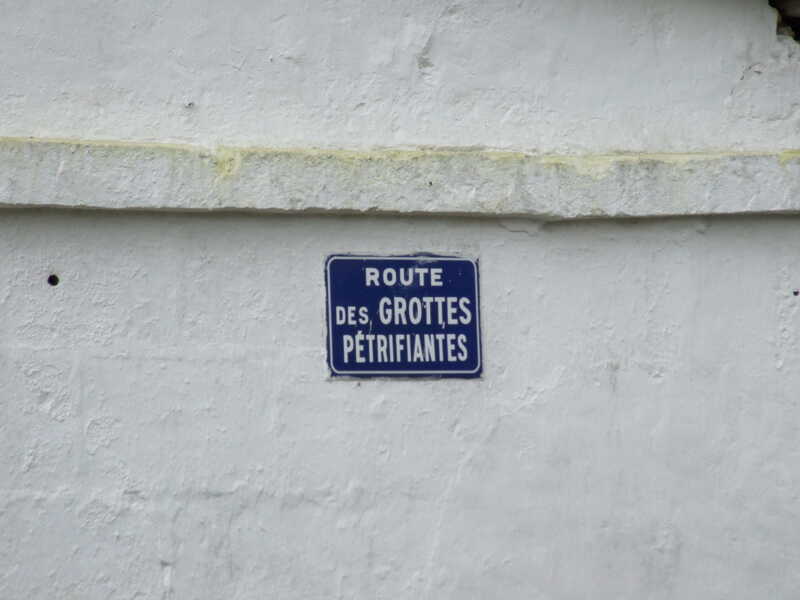 ROUTE
DES GROTTES
PÉTRIFIANTES